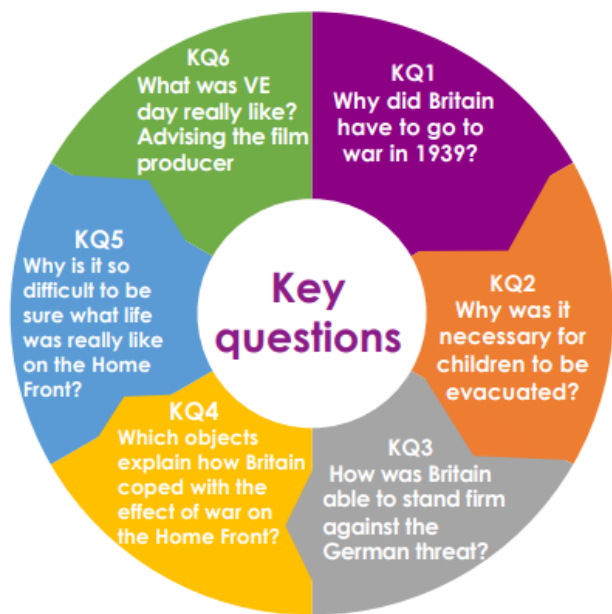 Key
questions
KQ1
Why did Britain
have to go to
war in 1939?
KQ2
Why was it
necessary for
children to be
evacuated?
KQ3
How was Britain
able to stand firm
against the
German threat?
KQ4
Which objects
explain how Britain
coped with the
effect of war on
the Home Front?
KQ5
Why is it so
difficult to be
sure what life
was really like
on the Home
Front?
KQ6
What was VE
day really like?
Advising the film
producer